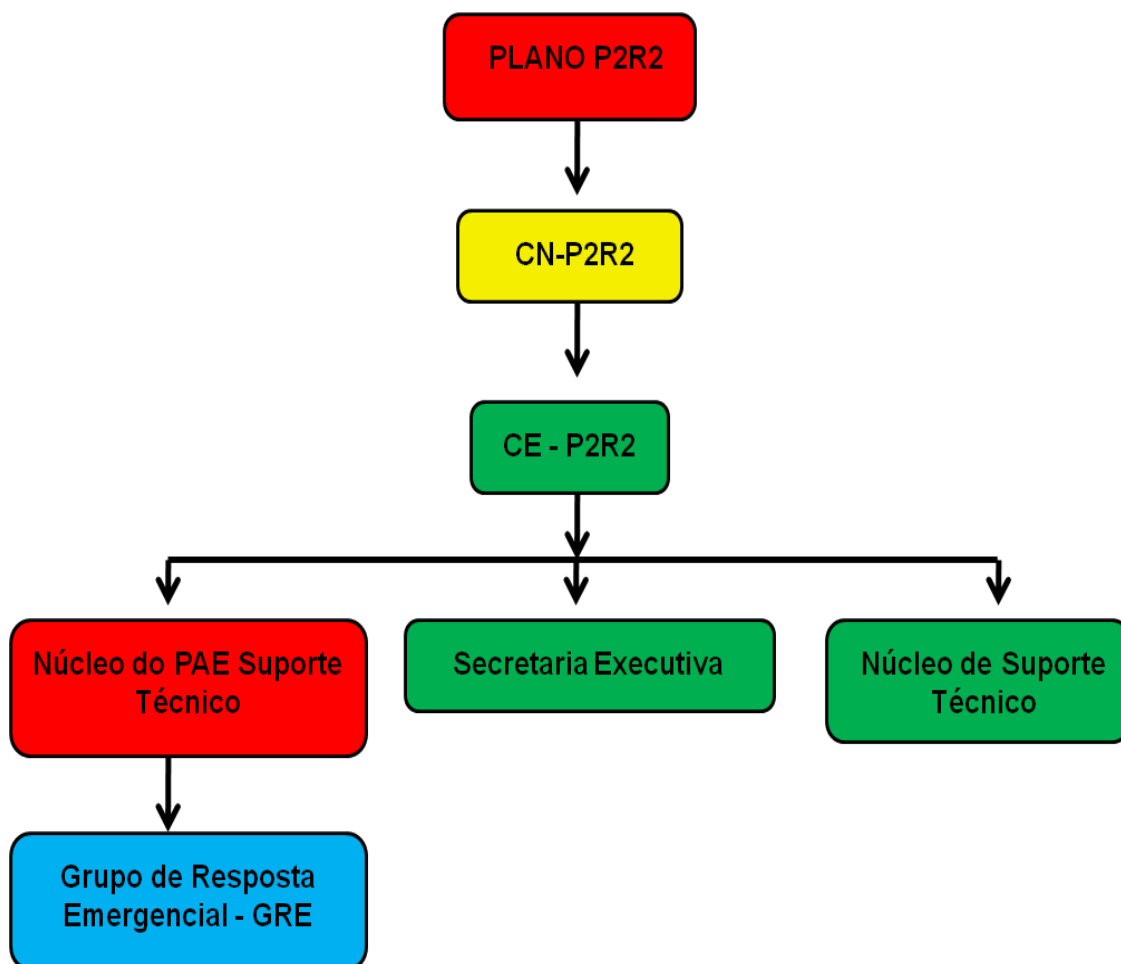 PLANO P2R2
CN-P2R2
CE - P2R2
Núcleo do PAE Suporte
Técnico
Secretaria Executiva
Núcleo de Suporte
Técnico
Grupo de Resposta
Emergencial - GRE